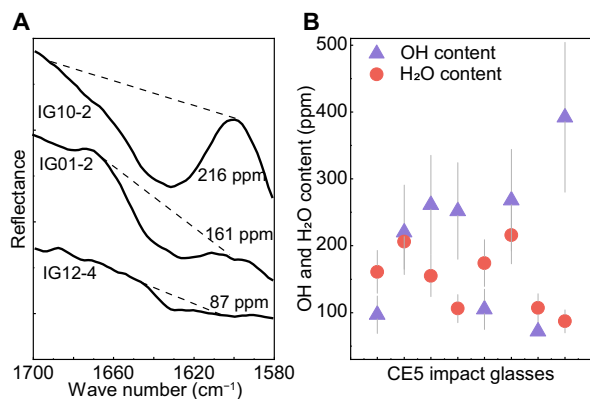 A
IG10-2
216 ppm
IG01-2
161 ppm
IG12-4
87 ppm
Reflectance
1700 1660 1620 1580
Wave number (cm⁻¹)
B
OH content
H₂O content
500
400
300
200
100
OH and H₂O content (ppm)
CE5 impact glasses